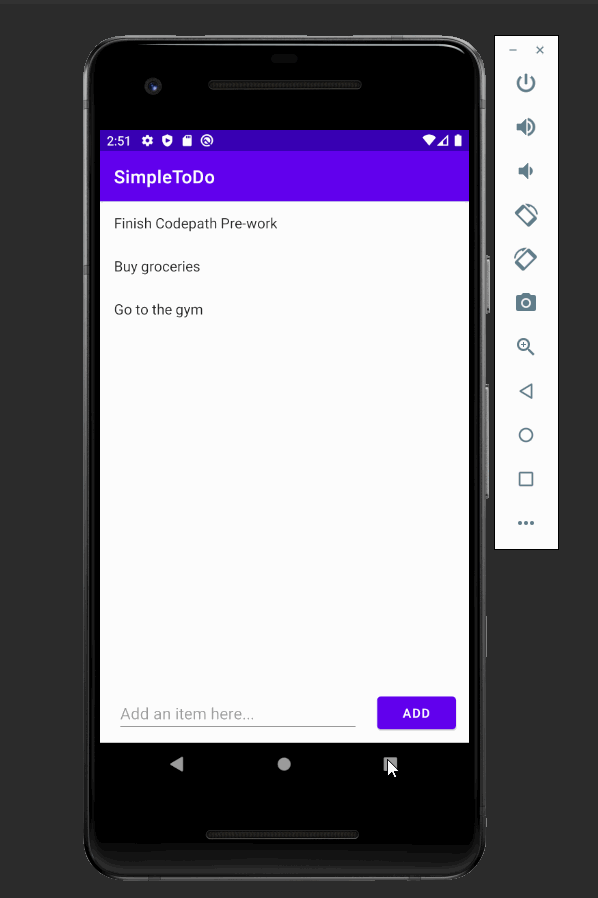 2:51
SimpleToDo
Finish Codepath Pre-work
Buy groceries
Go to the gym
Add an item here...
ADD